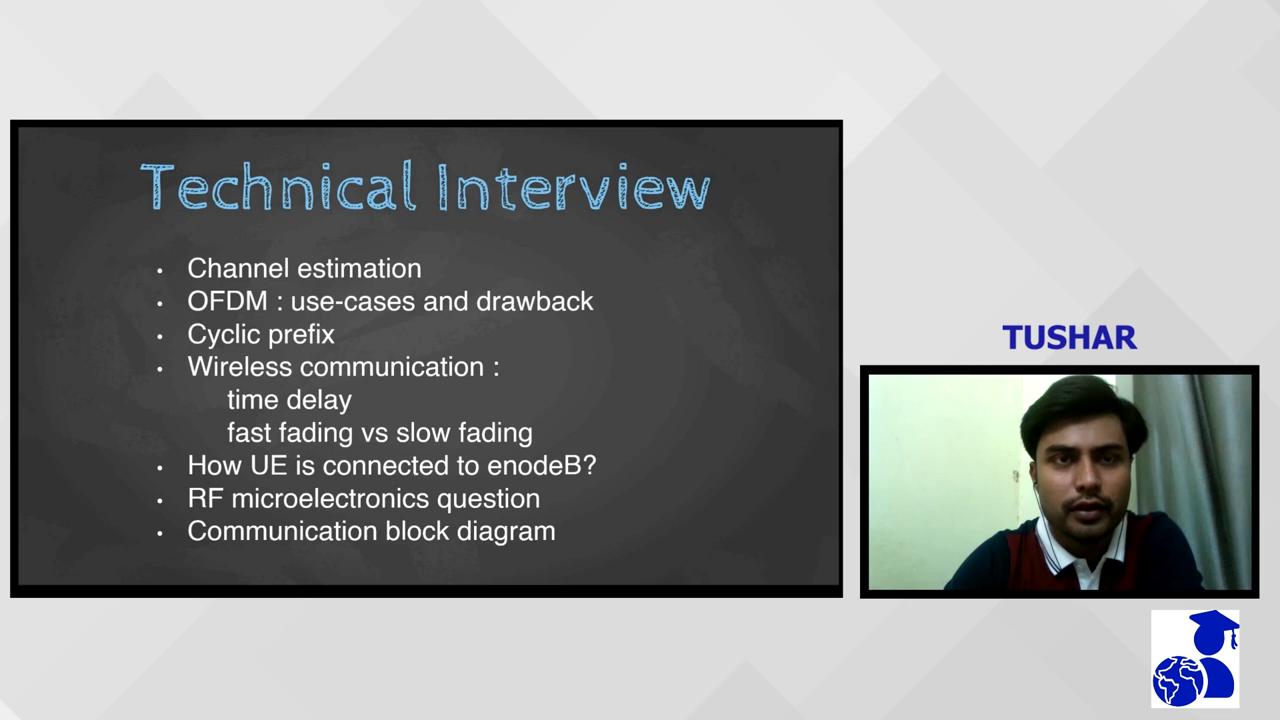 Technical Interview
• Channel estimation
• OFDM : use-cases and drawback
• Cyclic prefix
• Wireless communication :
time delay
fast fading vs slow fading
• How UE is connected to enodeB?
• RF microelectronics question
• Communication block diagram
TUSHAR